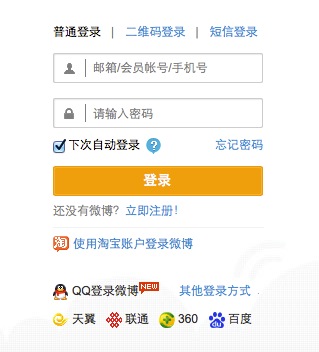 普通登录 | 二维码登录 | 短信登录
邮箱/会员帐号/手机号
请输入密码
下次自动登录 ? 忘记密码
登录
还没有微博? 立即注册!
淘 使用淘宝账户登录微博
QQ登录微博 NEW 其他登录方式
天翼 联通 360 百度